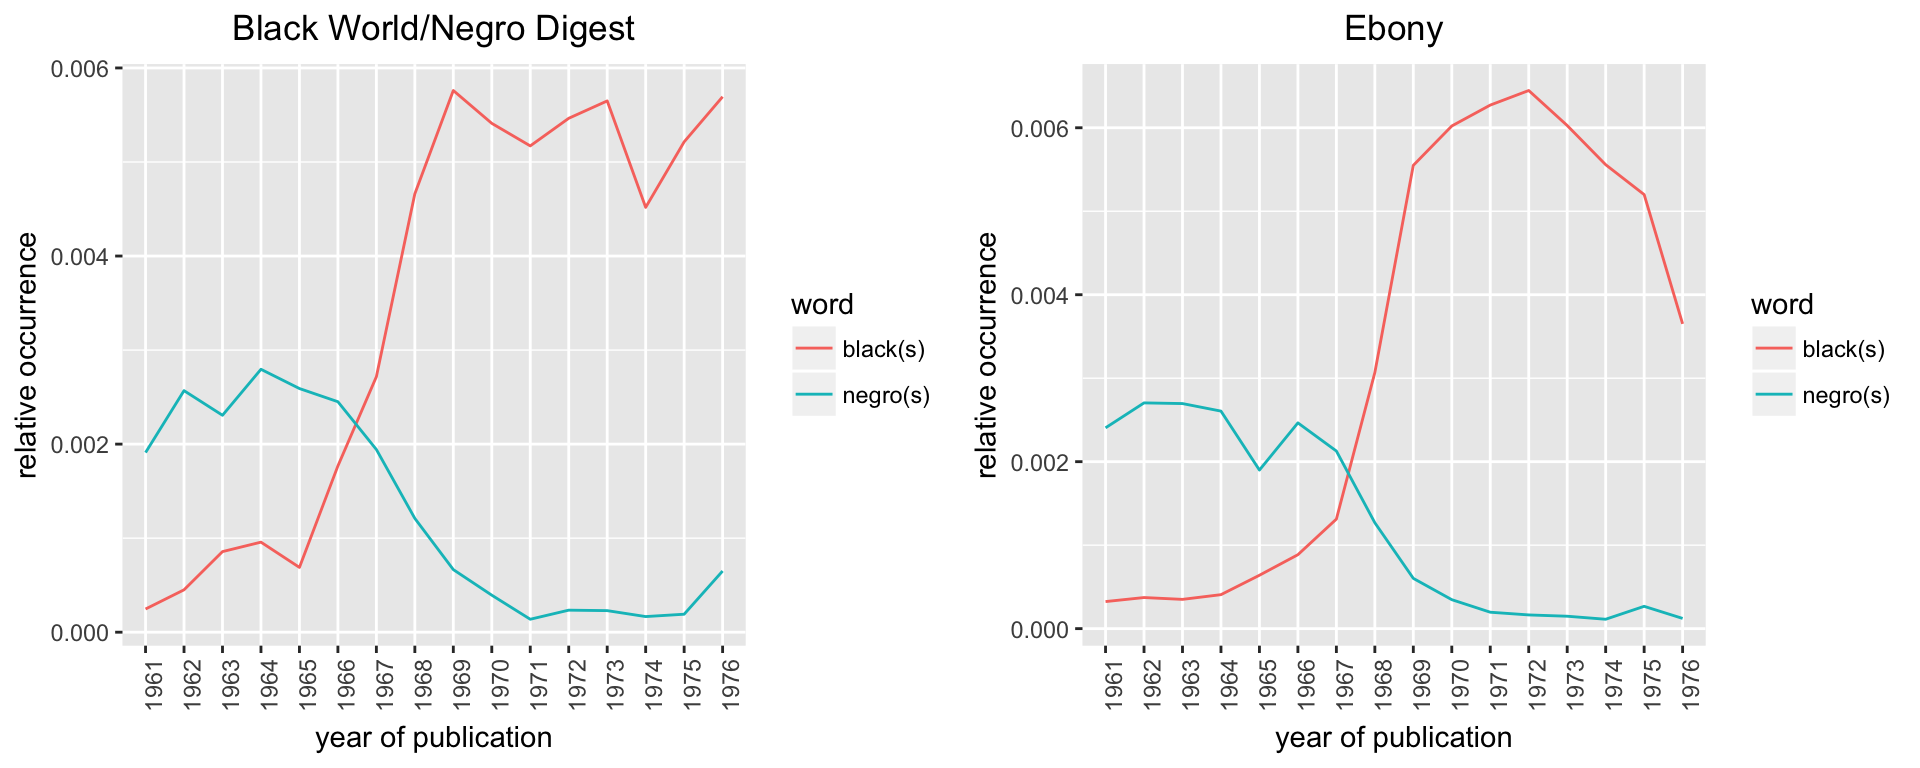 Black World/Negro Digest
0.006
0.004
0.002
0.000
relative occurrence
1961 1962 1963 1964 1965 1966 1967 1968 1969 1970 1971 1972 1973 1974 1975 1976
year of publication
word
black(s)
negro(s)
Ebony
0.006
0.004
0.002
0.000
relative occurrence
1961 1962 1963 1964 1965 1966 1967 1968 1969 1970 1971 1972 1973 1974 1975 1976
year of publication
word
black(s)
negro(s)